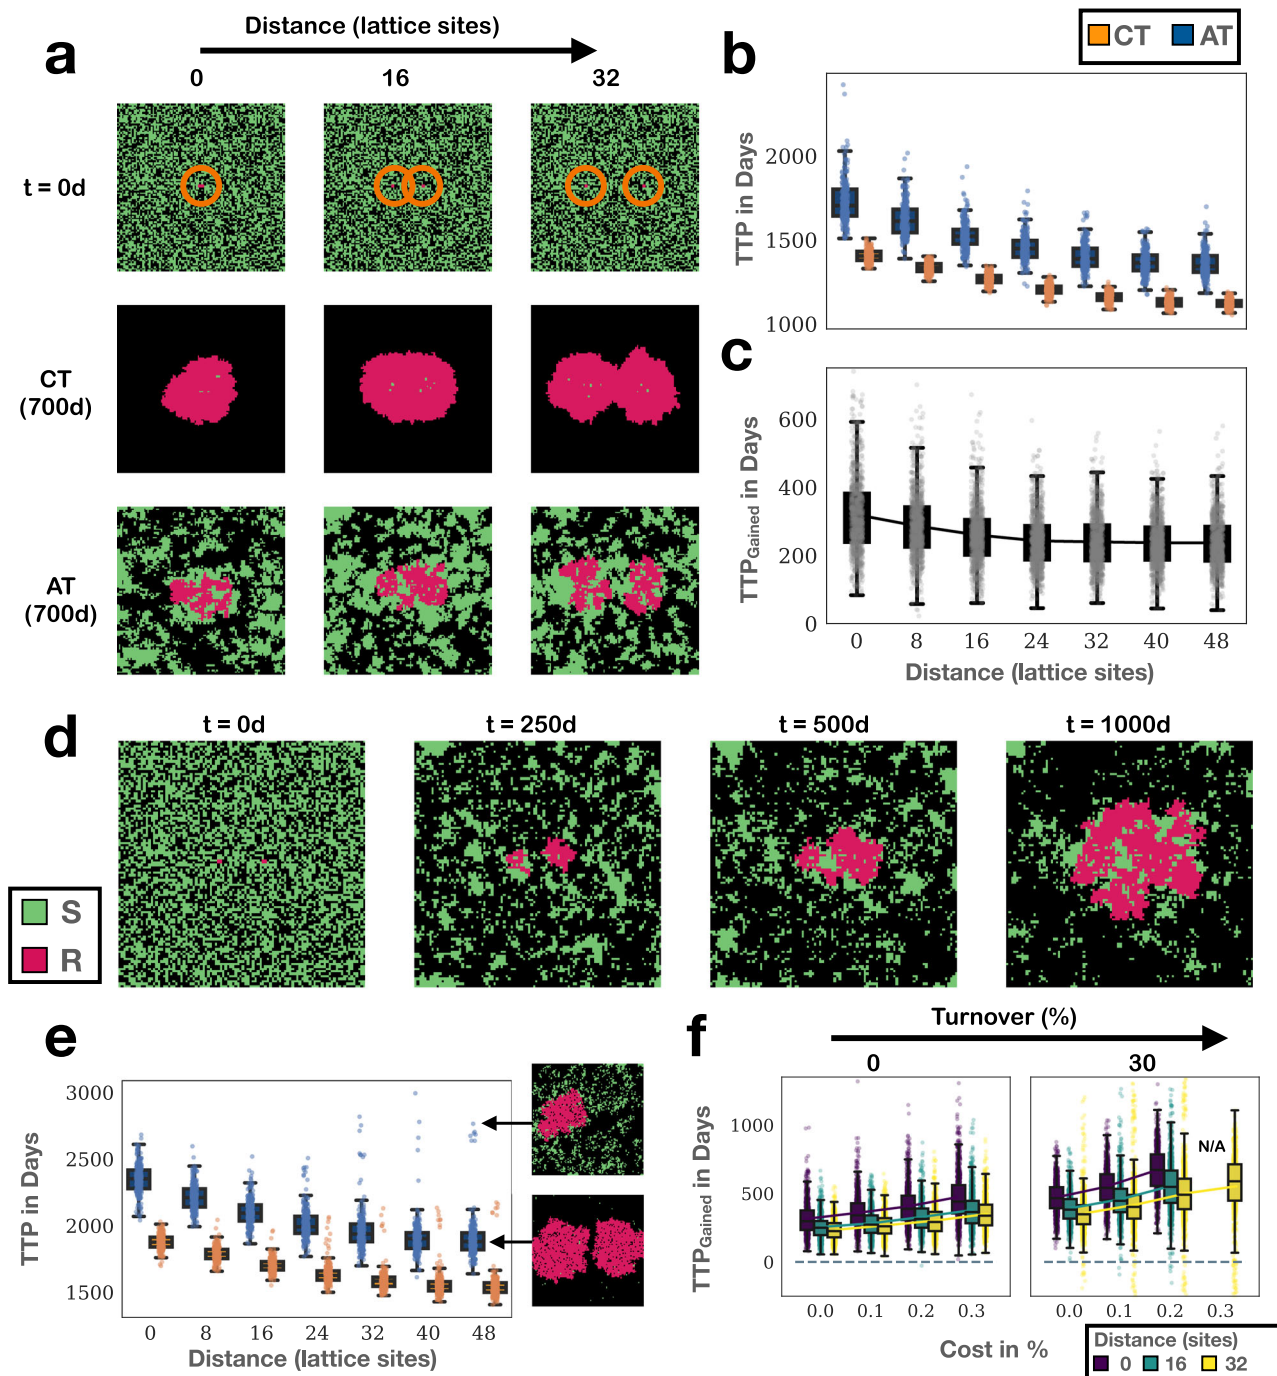 a
Distance (lattice sites)
0 16 32
t = 0d
CT
(700d)
AT
(700d)
CT AT
b
TTP in Days
2000
1500
1000
c
TTP Gained in Days
600
400
200
0
0 8 16 24 32 40 48
Distance (lattice sites)
d
t = 0d t = 250d t = 500d t = 1000d
S
R
e
TTP in Days
3000
2500
2000
1500
0 8 16 24 32 40 48
Distance (lattice sites)
f
Turnover (%)
0 30
TTP Gained in Days
1000
500
0
N/A
0.0 0.1 0.2 0.3 0.0 0.1 0.2 0.3
Cost in %
Distance (sites)
0 16 32